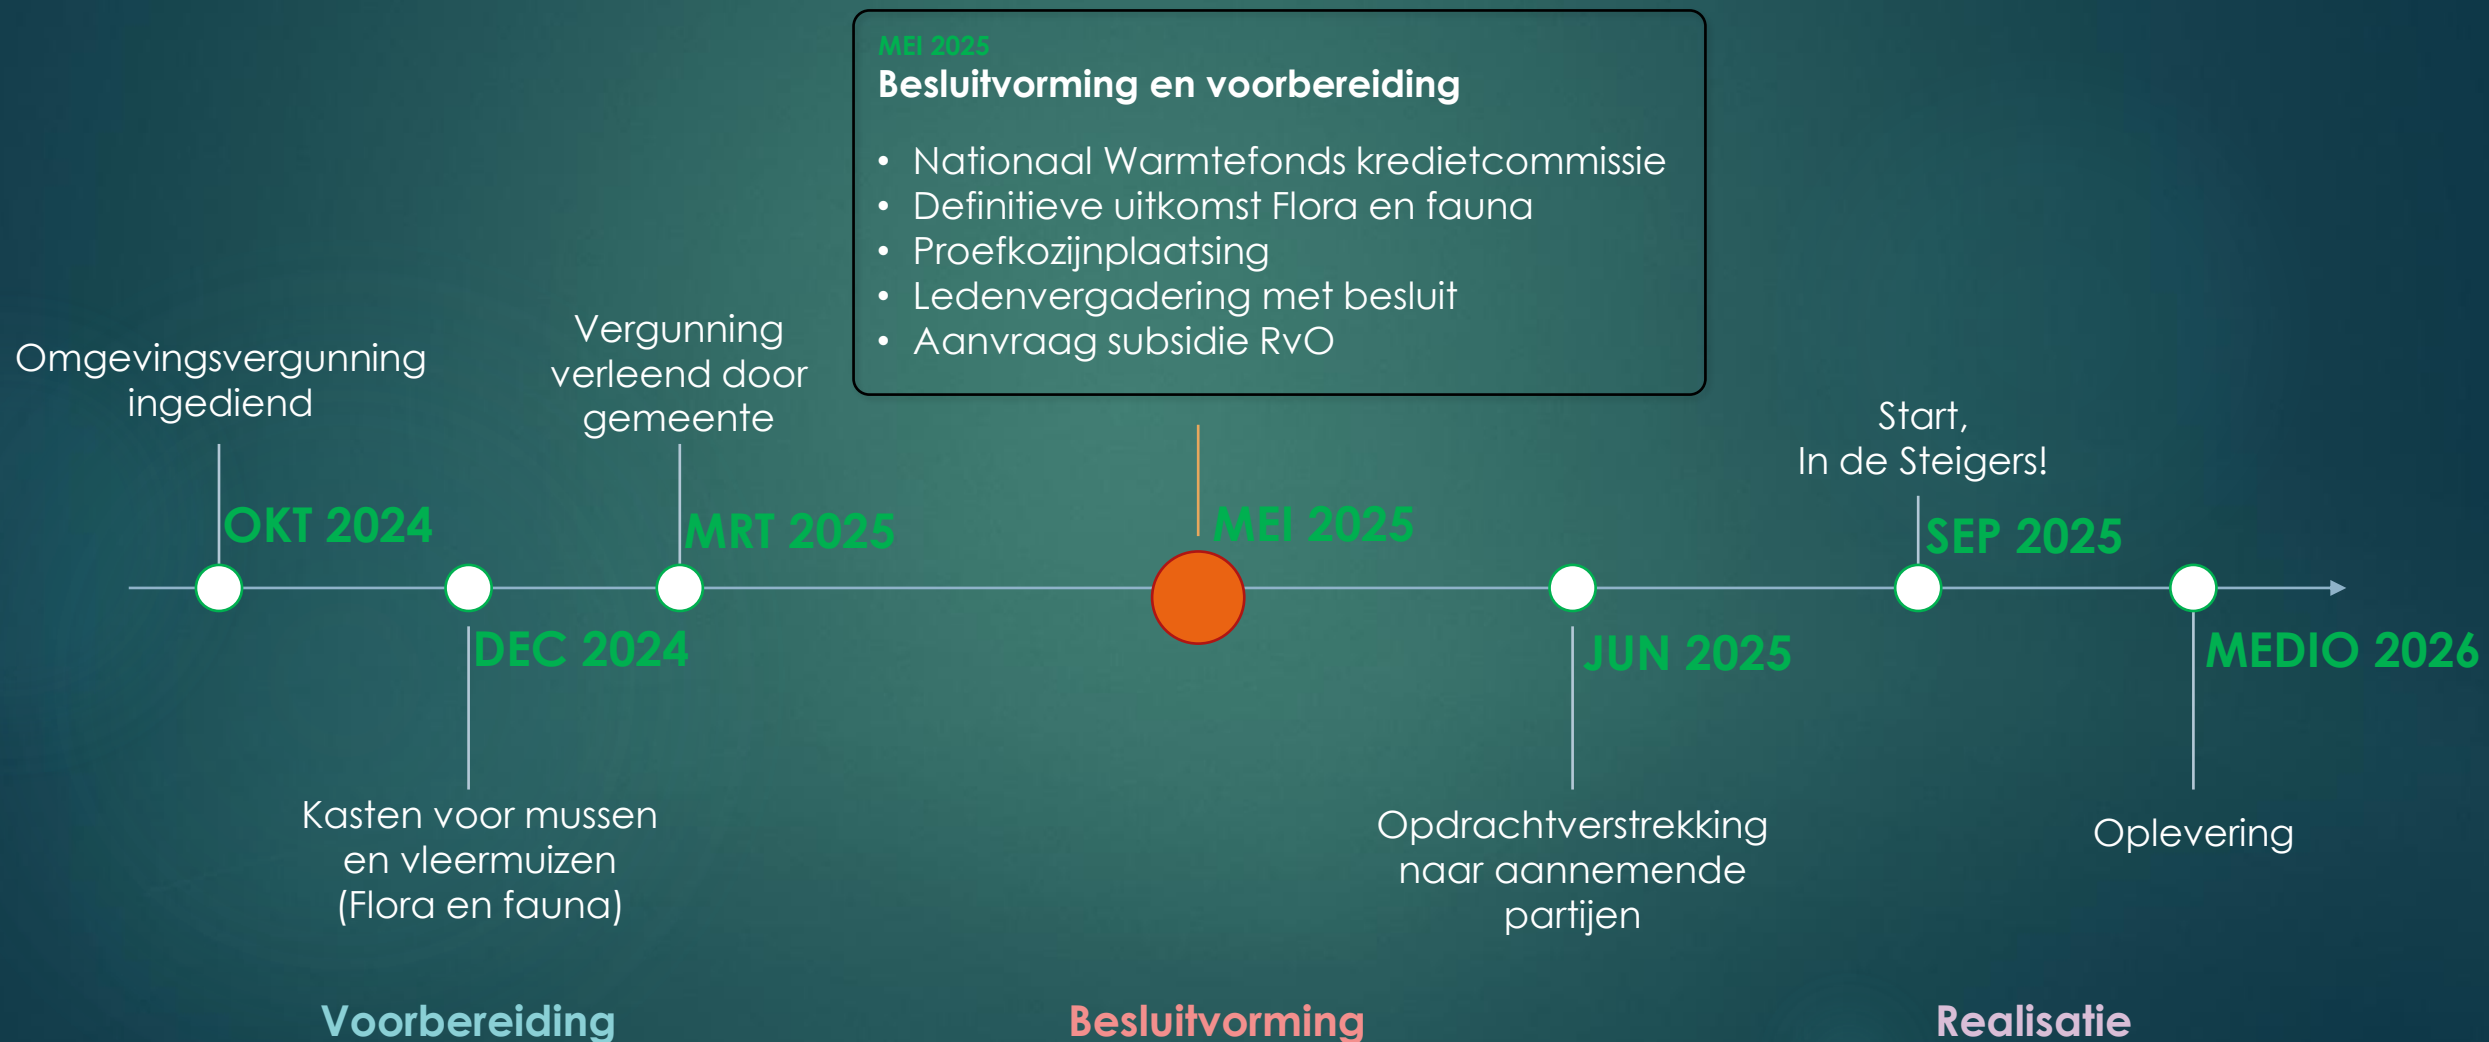 MEI 2025
Besluitvorming en voorbereiding
• Nationaal Warmtefonds kredietcommissie
• Definitieve uitkomst Flora en fauna
• Proefkozijnplaatsing
• Ledenvergadering met besluit
• Aanvraag subsidie RvO
Omgevingsvergunning
ingediend
Vergunning
verleend door
gemeente
Start,
In de Steigers!
OKT 2024
MRT 2025
MEI 2025
SEP 2025
DEC 2024
JUN 2025
MEDIO 2026
Kasten voor mussen
en vleermuizen
(Flora en fauna)
Opdrachtverstrekking
naar aannemende
partijen
Oplevering
Voorbereiding
Besluitvorming
Realisatie